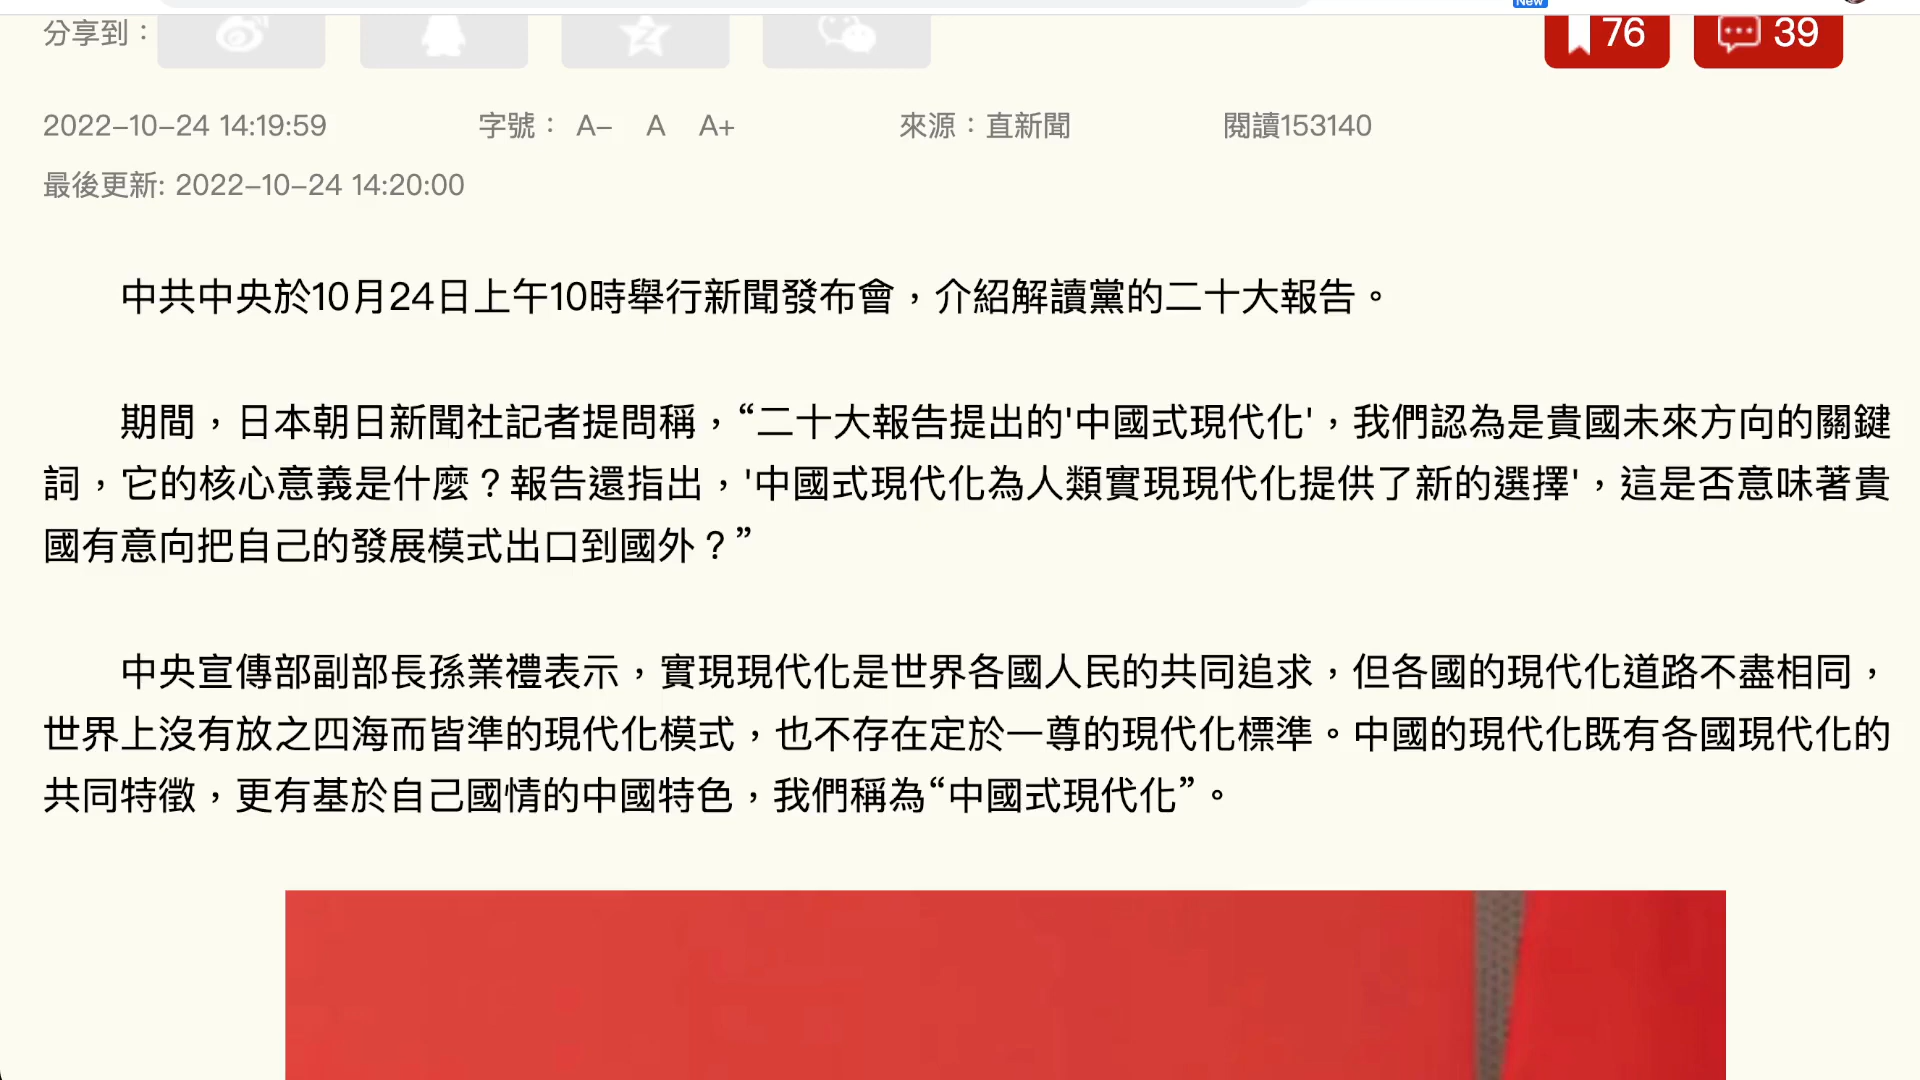 New
分享到：
76
39
2022-10-24 14:19:59 字號： A- A A+ 來源：直新聞 閱讀153140
最後更新: 2022-10-24 14:20:00
中共中央於10月24日上午10時舉行新聞發布會，介紹解讀黨的二十大報告。
期間，日本朝日新聞社記者提問稱，“二十大報告提出的'中國式現代化'，我們認為是貴國未來方向的關鍵
詞，它的核心意義是什麼？報告還指出，'中國式現代化為人類實現現代化提供了新的選擇'，這是否意味著貴
國有意向把自己的發展模式出口到國外？”
中央宣傳部副部長孫業禮表示，實現現代化是世界各國人民的共同追求，但各國的現代化道路不盡相同，
世界上沒有放之四海而皆準的現代化模式，也不存在定於一尊的現代化標準。中國的現代化既有各國現代化的
共同特徵，更有基於自己國情的中國特色，我們稱為“中國式現代化”。